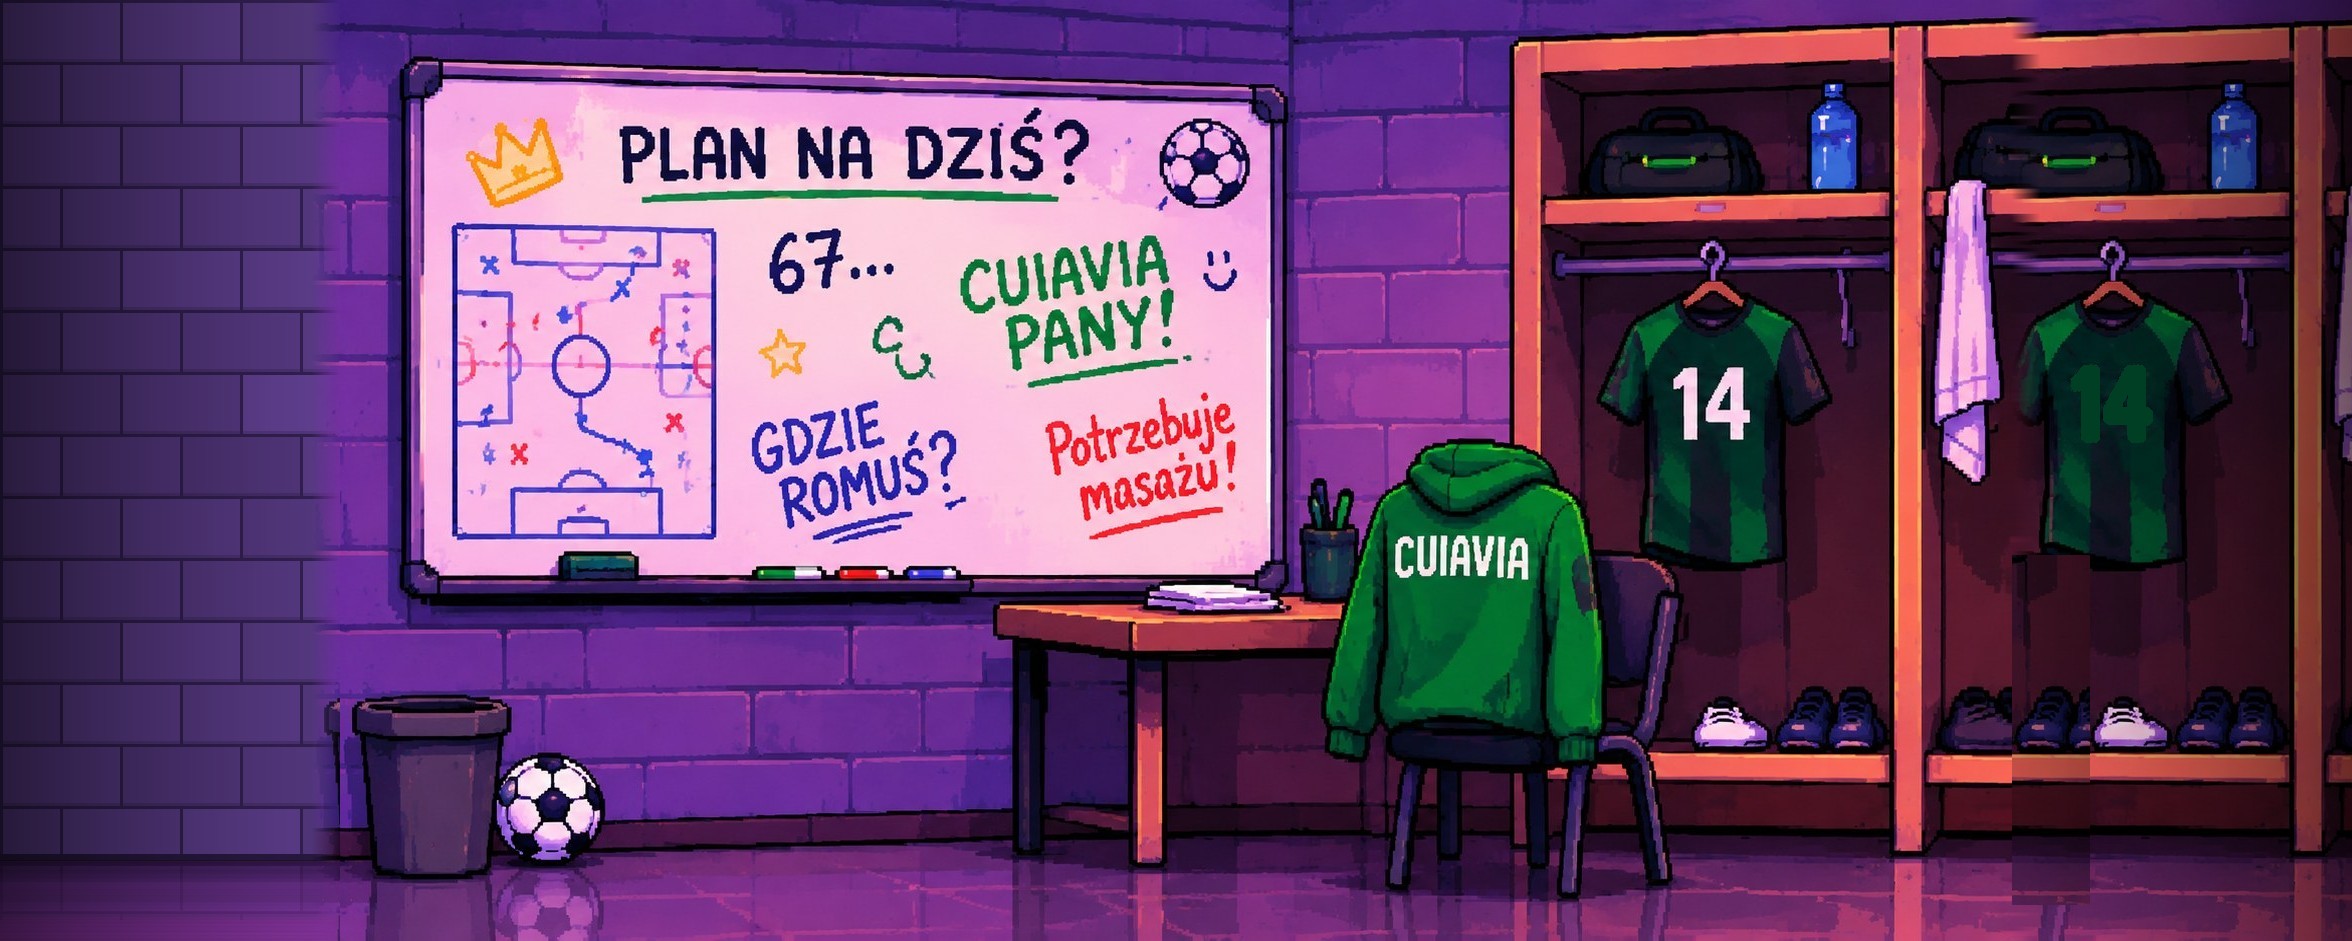 PLAN NA DZIŚ?
67...
CUIAVIA
PANY!
GDZIE
ROMUŚ?
Potrzebuje
masażu!
CUIAVIA
14
14